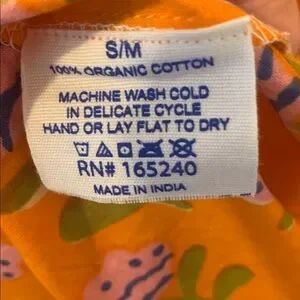 S/M
100% ORGANIC COTTON
MACHINE WASH COLD
IN DELICATE CYCLE
HAND OR LAY FLAT TO DRY
RN# 165240
MADE IN INDIA